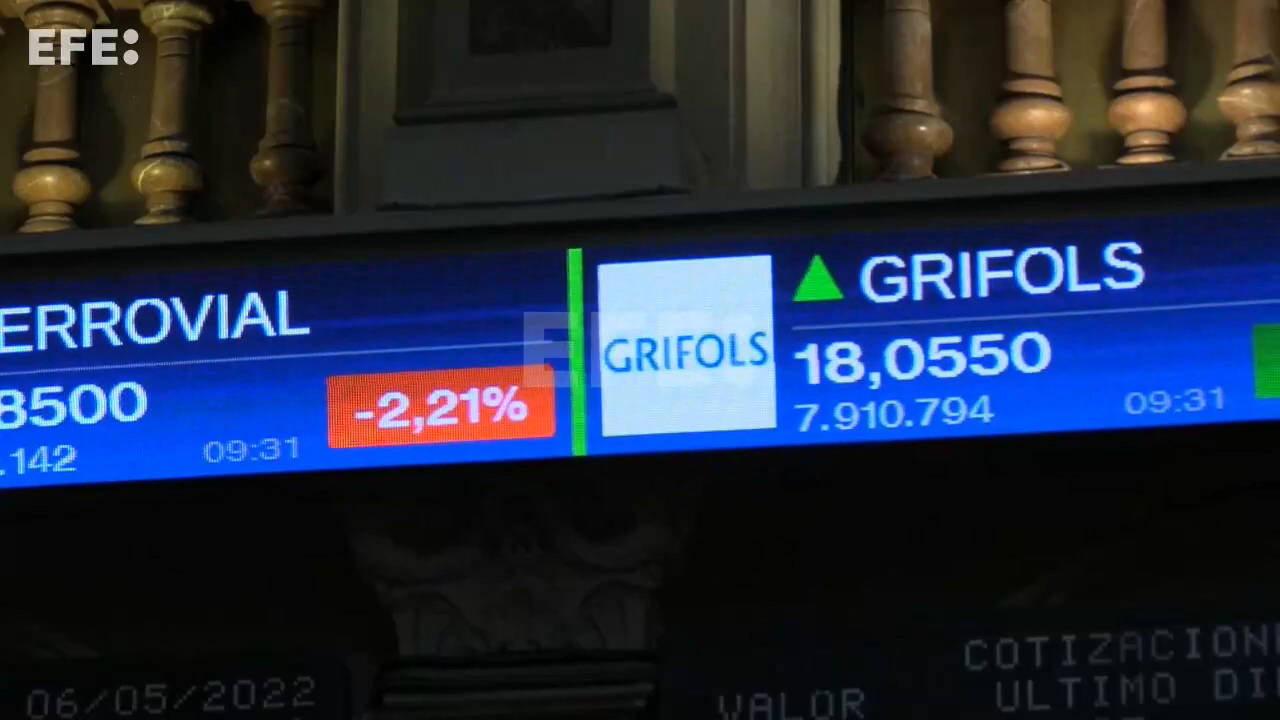 EFE:
ERROVIAL
8500
-2,21%
.142
09:31
EFE:
GRIFOLS
GRIFOLS
18,0550
7.910.794
09:31
06/05/2022
COTIZACION
VALOR
ULTIMO DI